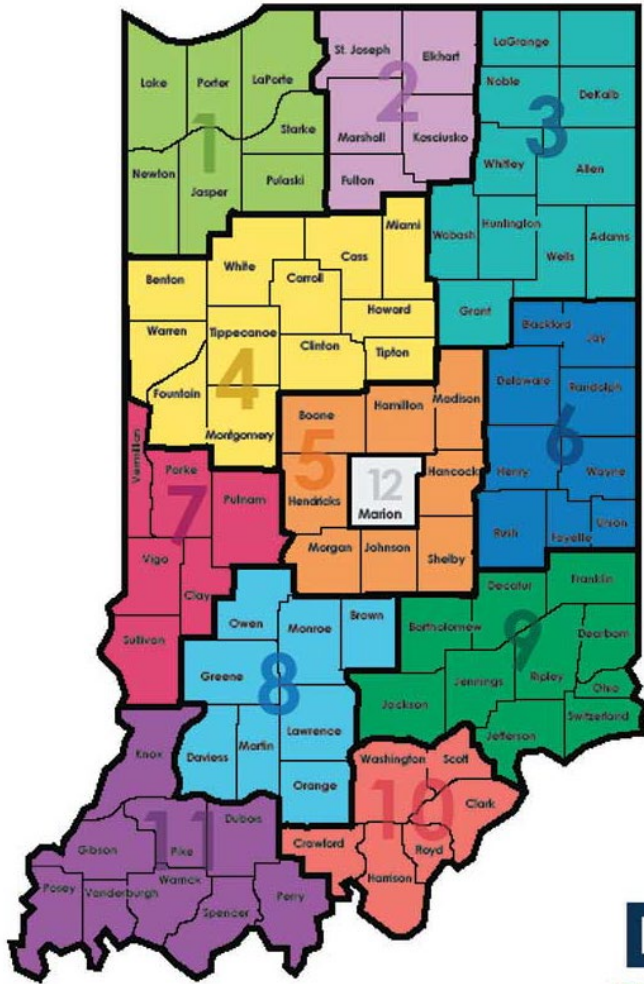 St. Joseph
Elkhart
LaGrange
Lake
Porter
LaPorte
2
Noble
DeKalb
1
Starke
Marshall
Kosciusko
3
Newton
Jasper
Pulaski
Fulton
Whitley
Allen
Miami
Wabash
Huntington
Adams
White
Cass
Wells
Benton
Carroll
Howard
Grant
Warren
Tippecanoe
Clinton
Tipton
Blackford
Jay
4
Fountain
Montgomery
Boone
Hamilton
Madison
Delaware
Randolph
5
6
Vermillion
Parke
Putnam
Hendricks
12
Marion
Hancock
Henry
Wayne
7
Rush
Fayette
Union
Vigo
Clay
Morgan
Johnson
Shelby
Sullivan
Owen
Monroe
Brown
Decatur
Franklin
Bartholomew
9
Dearborn
Greene
8
Jennings
Ripley
Ohio
Jackson
Switzerland
Lawrence
Jefferson
Knox
Daviess
Martin
Orange
Washington
Scott
10
Clark
Dubois
11
Gibson
Pike
Crawford
Royd
Posey
Vanderburgh
Warrick
Harrison
Spencer
Perry